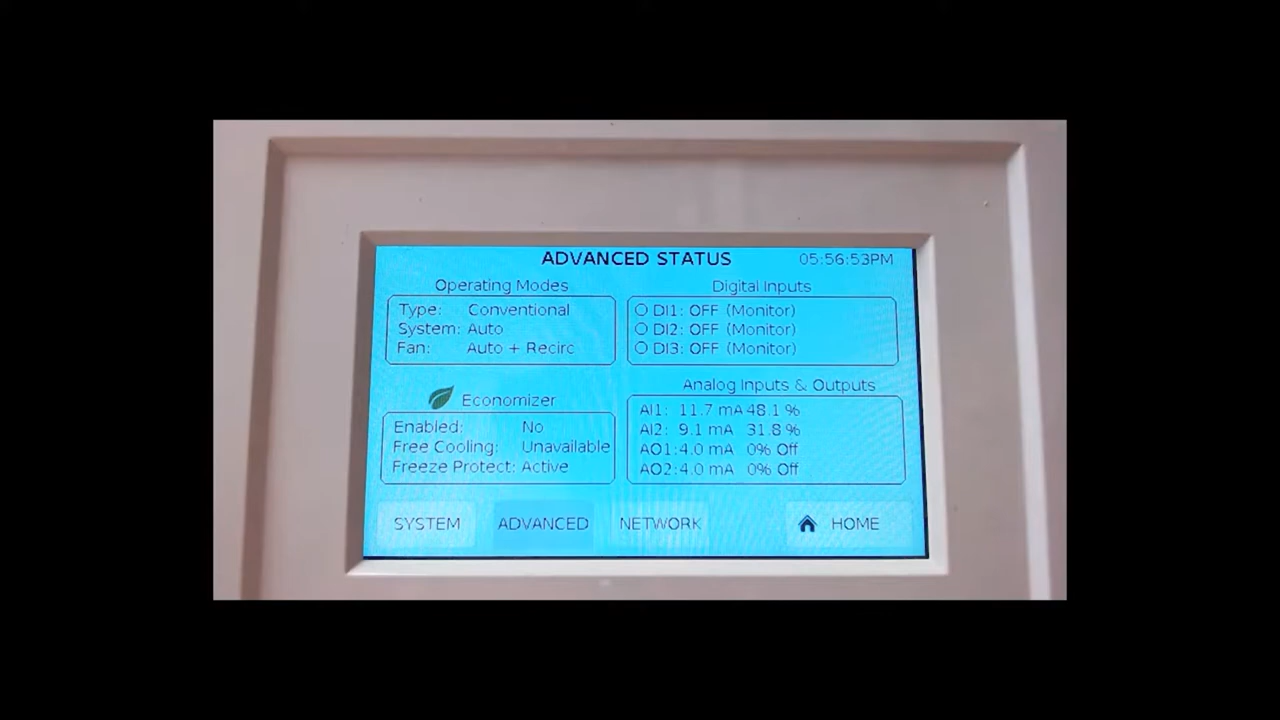 ADVANCED STATUS 05:56:53PM
Operating Modes
Type: Conventional
System: Auto
Fan: Auto + Recirc
Digital Inputs
DI1: OFF (Monitor)
DI2: OFF (Monitor)
DI3: OFF (Monitor)
Economizer
Enabled: No
Free Cooling: Unavailable
Freeze Protect: Active
Analog Inputs & Outputs
AI1: 11.7 mA 48.1 %
AI2: 9.1 mA 31.8 %
AO1: 4.0 mA 0% Off
AO2: 4.0 mA 0% Off
SYSTEM ADVANCED NETWORK HOME